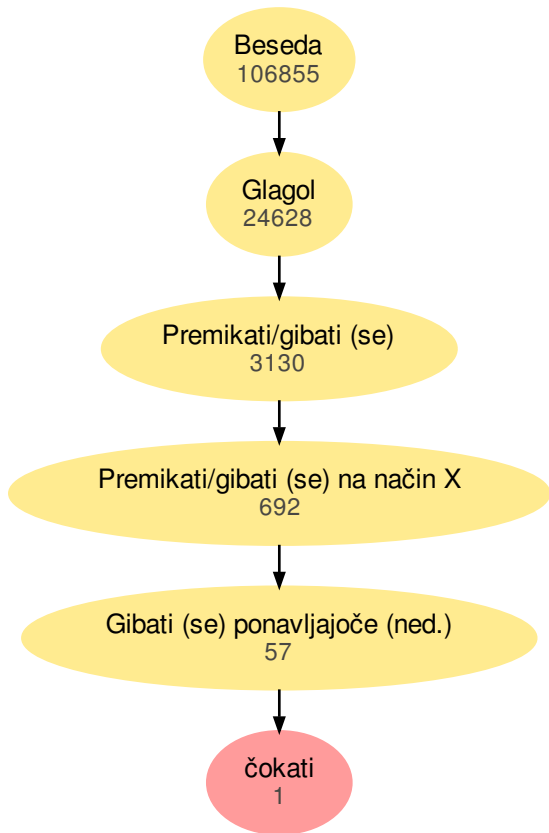 Beseda
106855
Glagol
24628
Premikati/gibati (se)
3130
Premikati/gibati (se) na način X
692
Gibati (se) ponavljajoče (ned.)
57
čokati
1